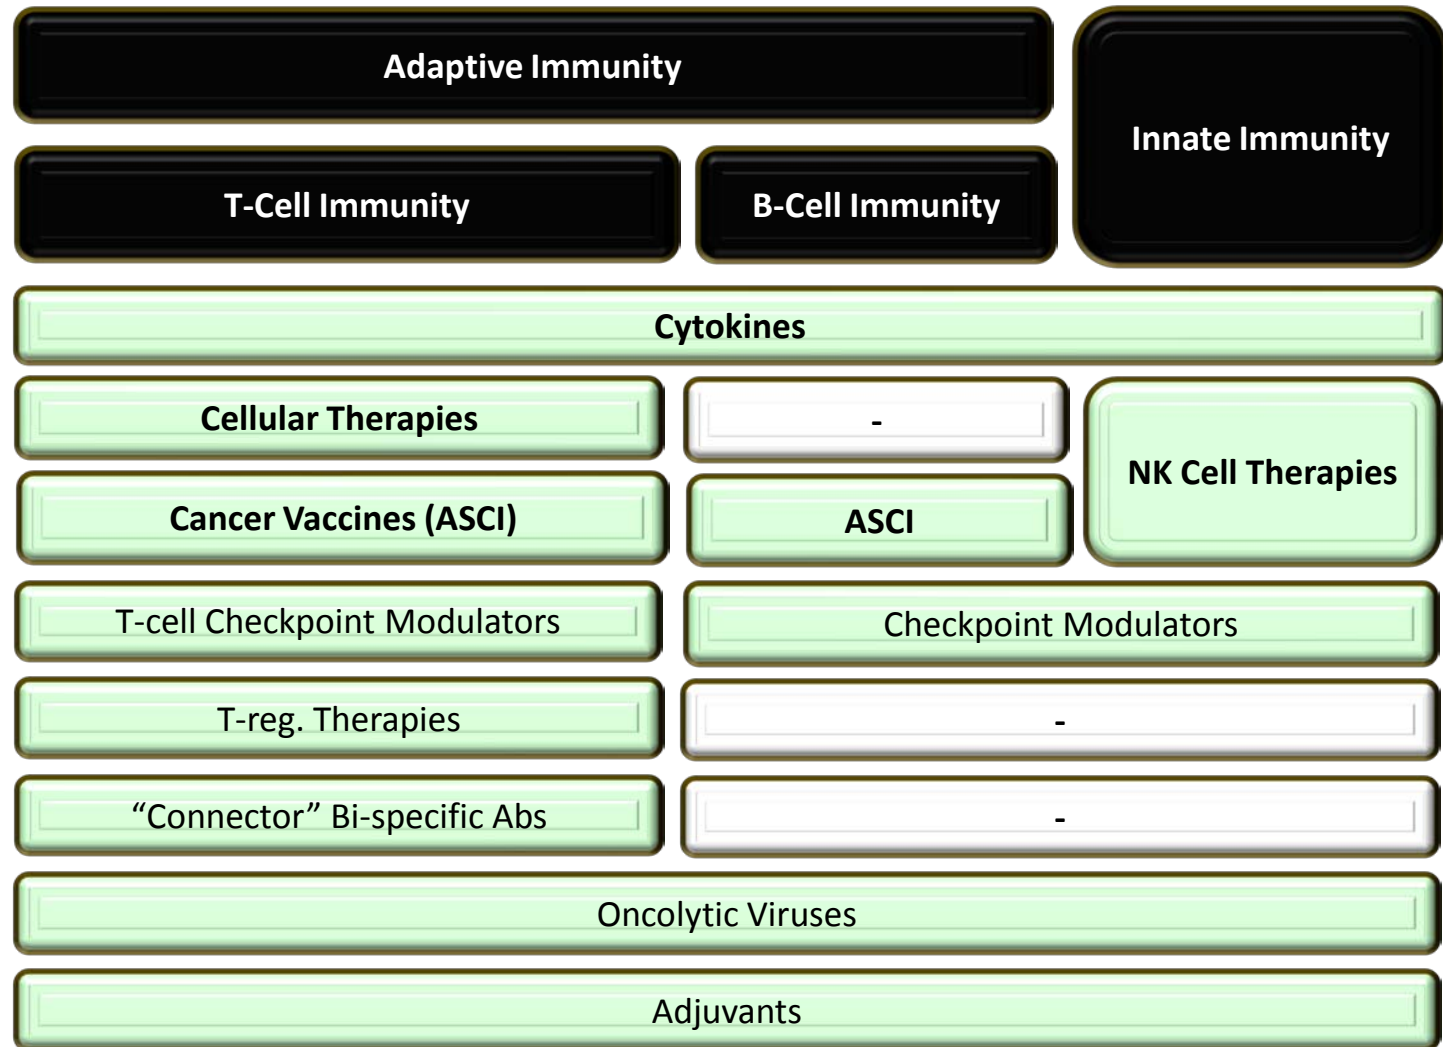 Adaptive Immunity
Innate Immunity
T-Cell Immunity
B-Cell Immunity
Cytokines
Cellular Therapies
-
NK Cell Therapies
Cancer Vaccines (ASCI)
ASCI
T-cell Checkpoint Modulators
Checkpoint Modulators
T-reg. Therapies
-
“Connector” Bi-specific Abs
-
Oncolytic Viruses
Adjuvants